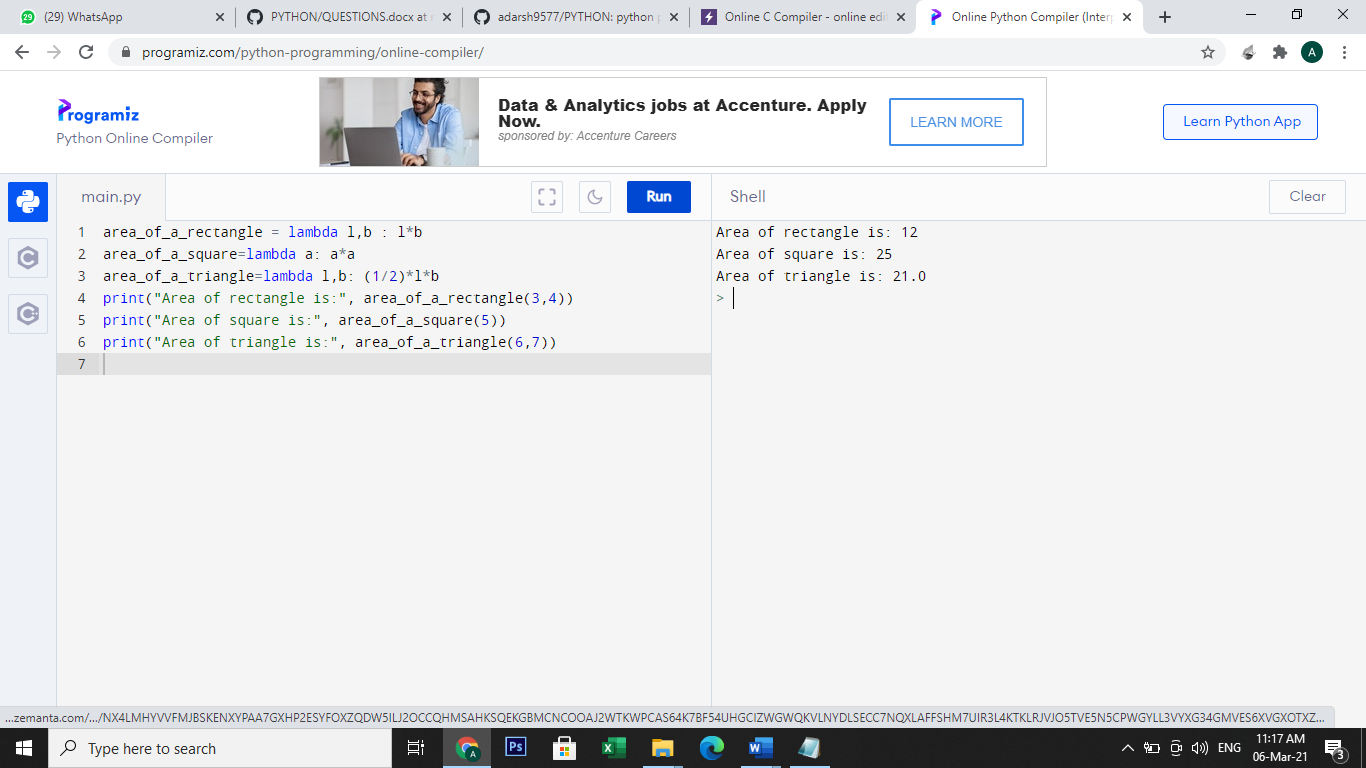 (29) WhatsApp
PYTHON/QUESTIONS.docx at
adarsh9577/PYTHON: python
Online C Compiler - online edi
Online Python Compiler (Inter
programiz.com/python-programming/online-compiler/
A
Programiz
Python Online Compiler
Data & Analytics jobs at Accenture. Apply
Now.
sponsored by: Accenture Careers
LEARN MORE
Learn Python App
main.py
Run
Shell
Clear
1 area_of_a_rectangle = lambda l,b : l*b
2 area_of_a_square=lambda a: a*a
3 area_of_a_triangle=lambda l,b: (1/2)*l*b
4 print("Area of rectangle is:", area_of_a_rectangle(3,4))
5 print("Area of square is:", area_of_a_square(5))
6 print("Area of triangle is:", area_of_a_triangle(6,7))
7
Area of rectangle is: 12
Area of square is: 25
Area of triangle is: 21.0
>
...zemanta.com/.../NX4LMHYVVFMJBSKENXYPAA7GXHP2ESYFOXZQDW5ILJ2OCCQHMSAHKSQEKGBMCNCOOAJ2WTKWPCAS64K7BF54UHGCIZWGWQKVLNYDLSECC7NQXLAFFSHM7UIR3L4KTKLRJVJO5TVE5N5CPWGYLL3VYXG34GMVES6XVGXOTXZ...
Type here to search
ENG
11:17 AM
06-Mar-21
3